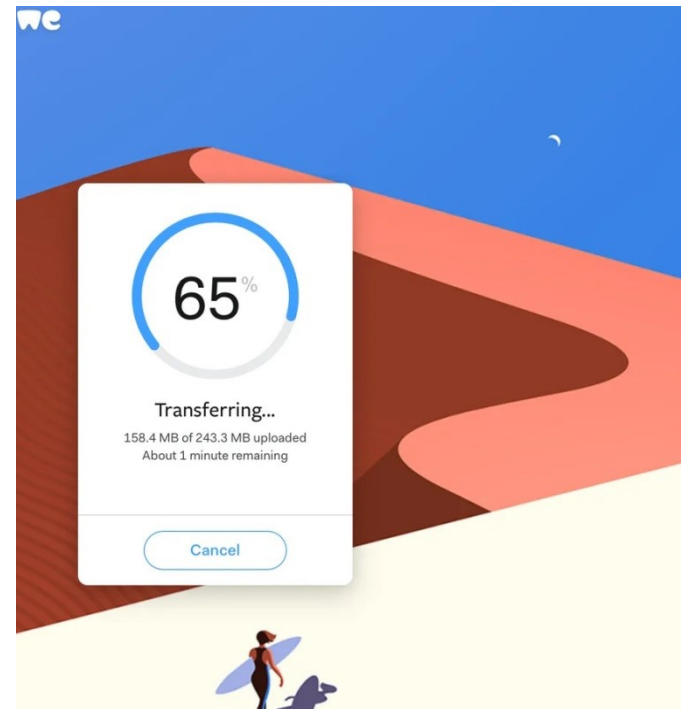 we
65%
Transferring...
158.4 MB of 243.3 MB uploaded
About 1 minute remaining
Cancel